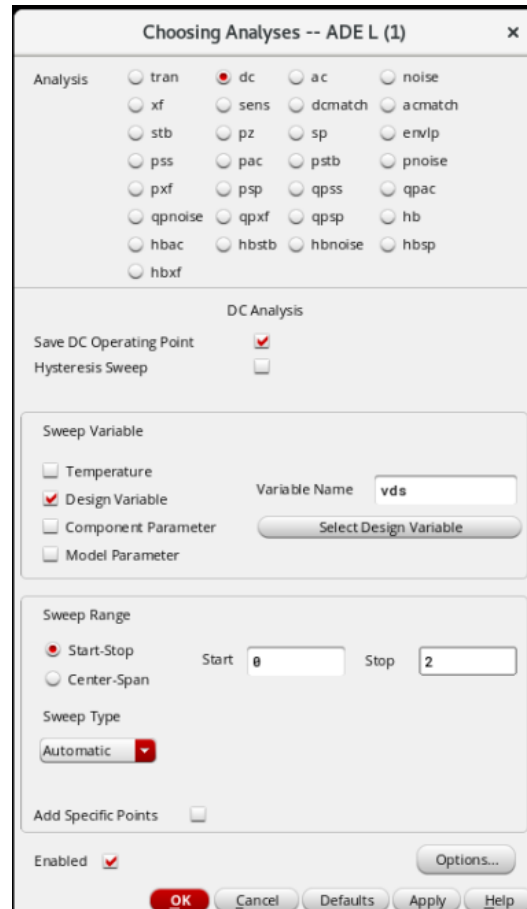 Choosing Analyses -- ADE L (1) ×
Analysis tran dc ac noise
xf sens dcmatch acmatch
stb pz sp envlp
pss pac pstb pnoise
pxf psp qpss qpac
qpnoise qpxf qpsp hb
hbac hbstb hbnoise hbsp
hbxf
DC Analysis
Save DC Operating Point
Hysteresis Sweep
Sweep Variable
Temperature
Design Variable Variable Name vds
Component Parameter Select Design Variable
Model Parameter
Sweep Range
Start-Stop Start 0 Stop 2
Center-Span
Sweep Type
Automatic
Add Specific Points
Enabled Options...
OK Cancel Defaults Apply Help